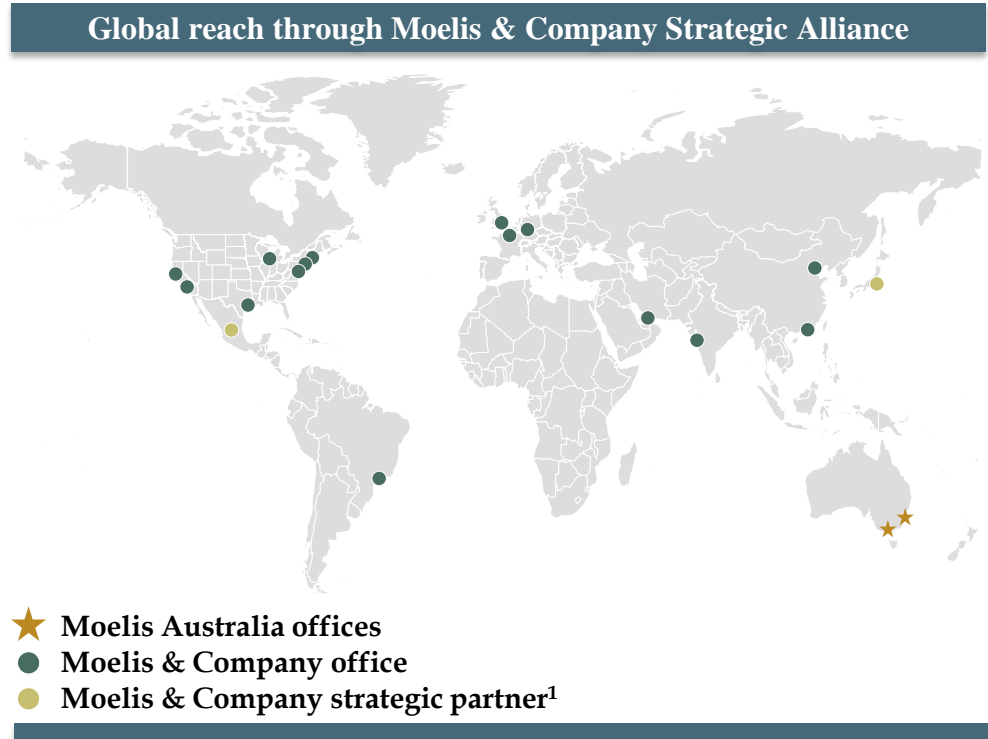 Global reach through Moelis & Company Strategic Alliance
Moelis Australia offices
Moelis & Company office
Moelis & Company strategic partner¹